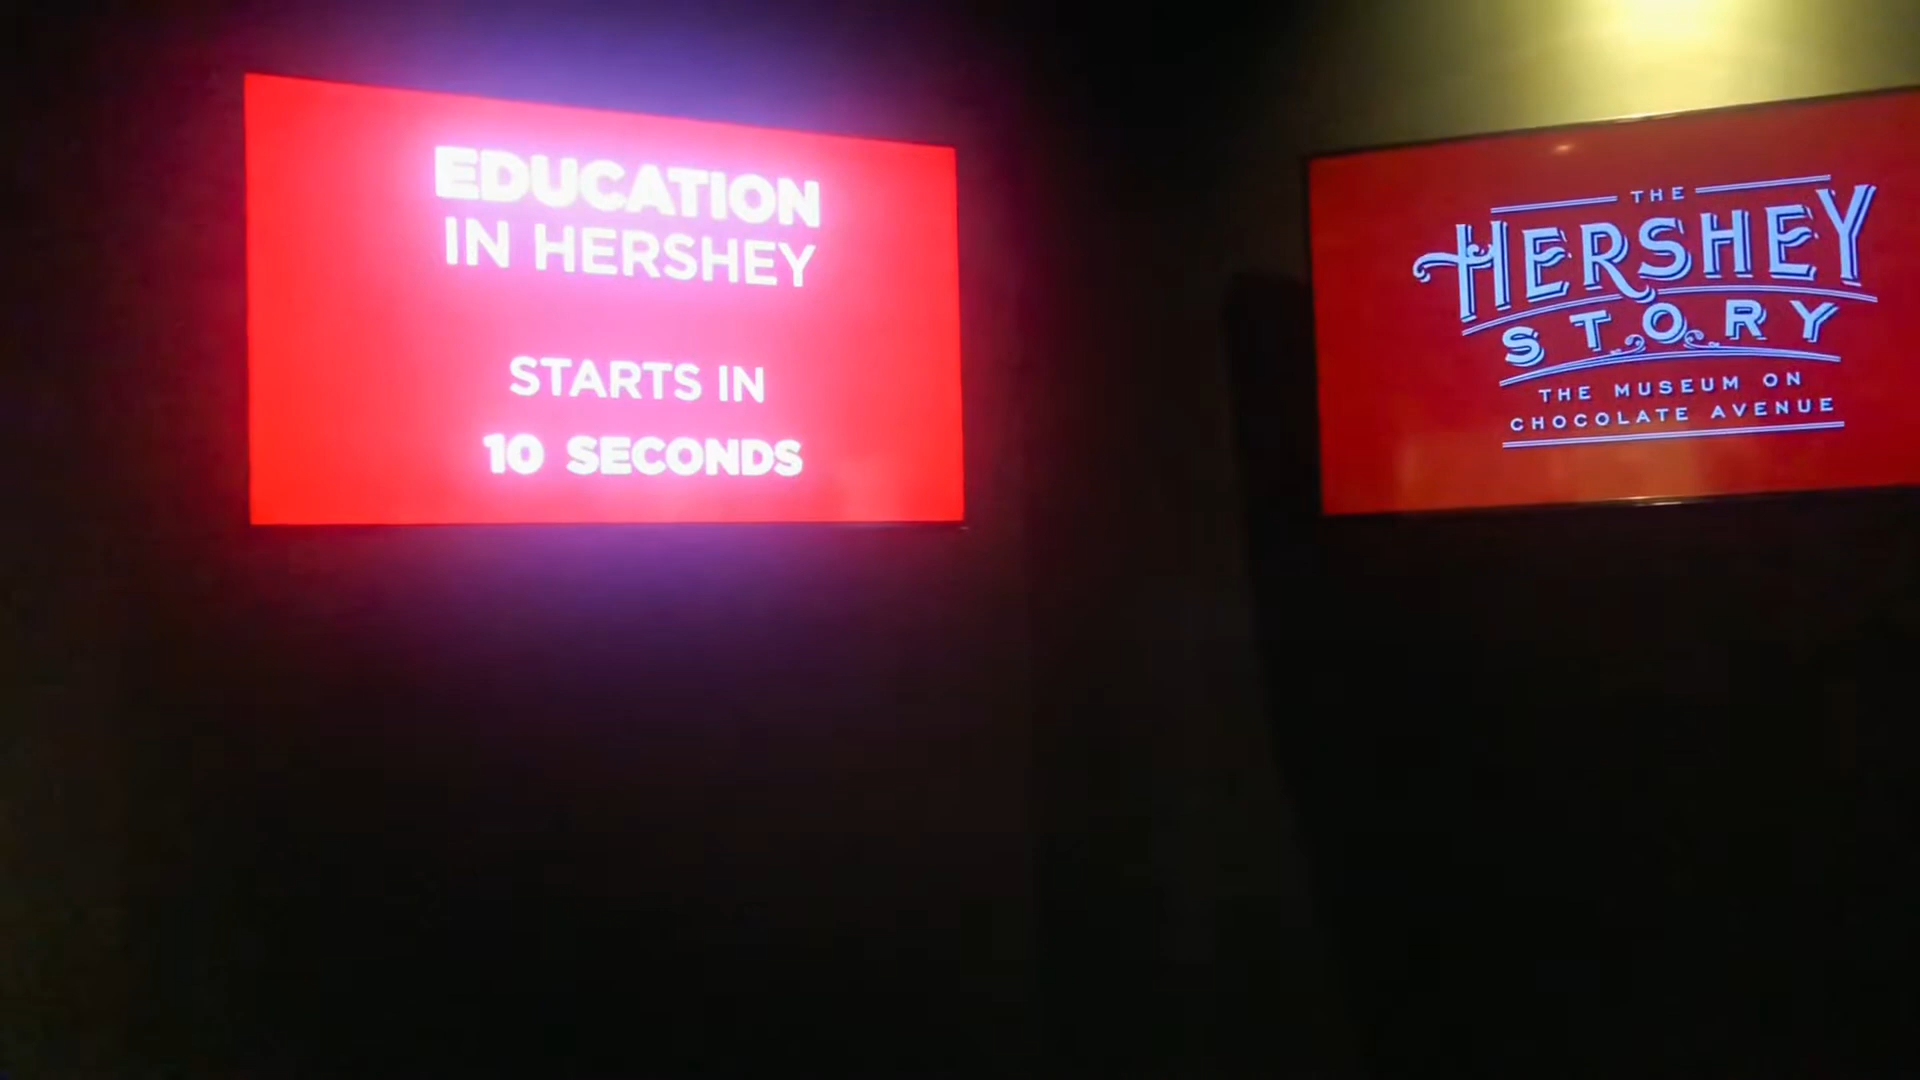 EDUCATION
IN HERSHEY
STARTS IN
10 SECONDS
THE
HERSHEY
STORY
THE MUSEUM ON
CHOCOLATE AVENUE